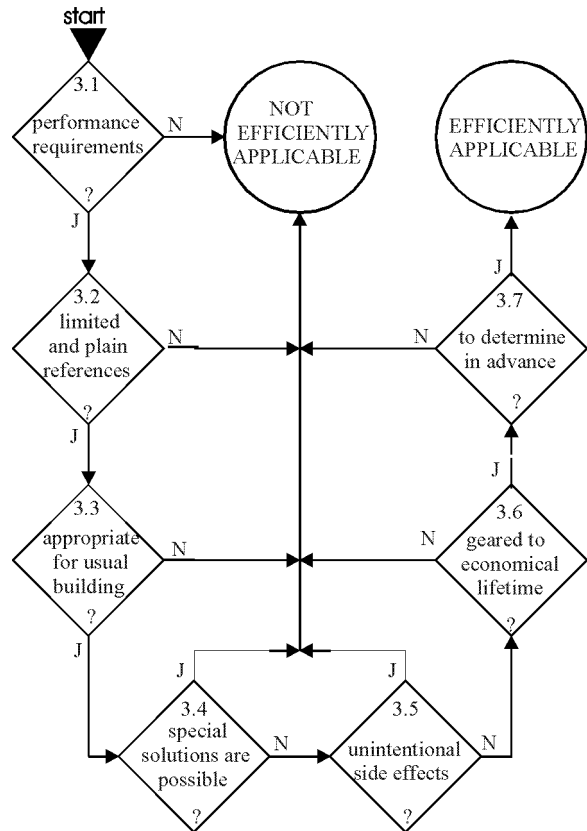 start
3.1
performance
requirements
?
N
J
NOT
EFFICIENTLY
APPLICABLE
EFFICIENTLY
APPLICABLE
3.2
limited
and plain
references
?
N
J
3.3
appropriate
for usual
building
?
N
J
3.4
special
solutions are
possible
?
J
N
3.5
unintentional
side effects
?
J
N
3.6
geared to
economical
lifetime
?
N
J
3.7
to determine
in advance
?
N
J